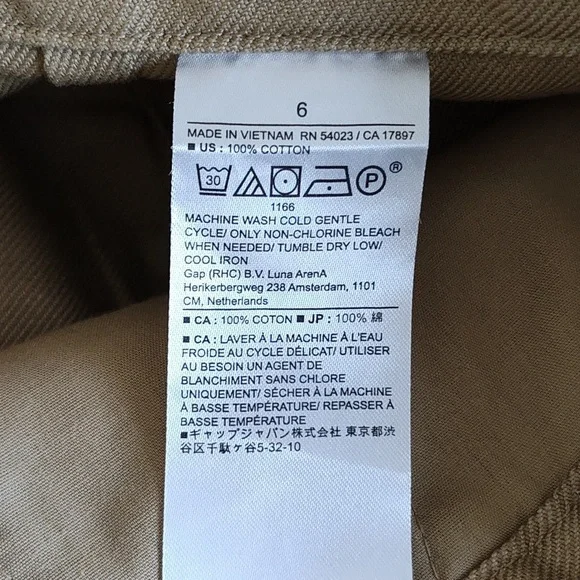 6
MADE IN VIETNAM RN 54023 / CA 17897
■ US : 100% COTTON
30 P ®
1166
MACHINE WASH COLD GENTLE
CYCLE/ ONLY NON-CHLORINE BLEACH
WHEN NEEDED/ TUMBLE DRY LOW/
COOL IRON
Gap (RHC) B.V. Luna ArenA
Herikerbergweg 238 Amsterdam, 1101
CM, Netherlands
■ CA : 100% COTON ■ JP : 100% 綿
■ CA : LAVER À LA MACHINE À L'EAU
FROIDE AU CYCLE DÉLICAT/ UTILISER
AU BESOIN UN AGENT DE
BLANCHIMENT SANS CHLORE
UNIQUEMENT/ SÉCHER À LA MACHINE
À BASSE TEMPÉRATURE/ REPASSER À
BASSE TEMPÉRATURE
■ギャップジャパン株式会社 東京都渋
谷区千駄ヶ谷5-32-10